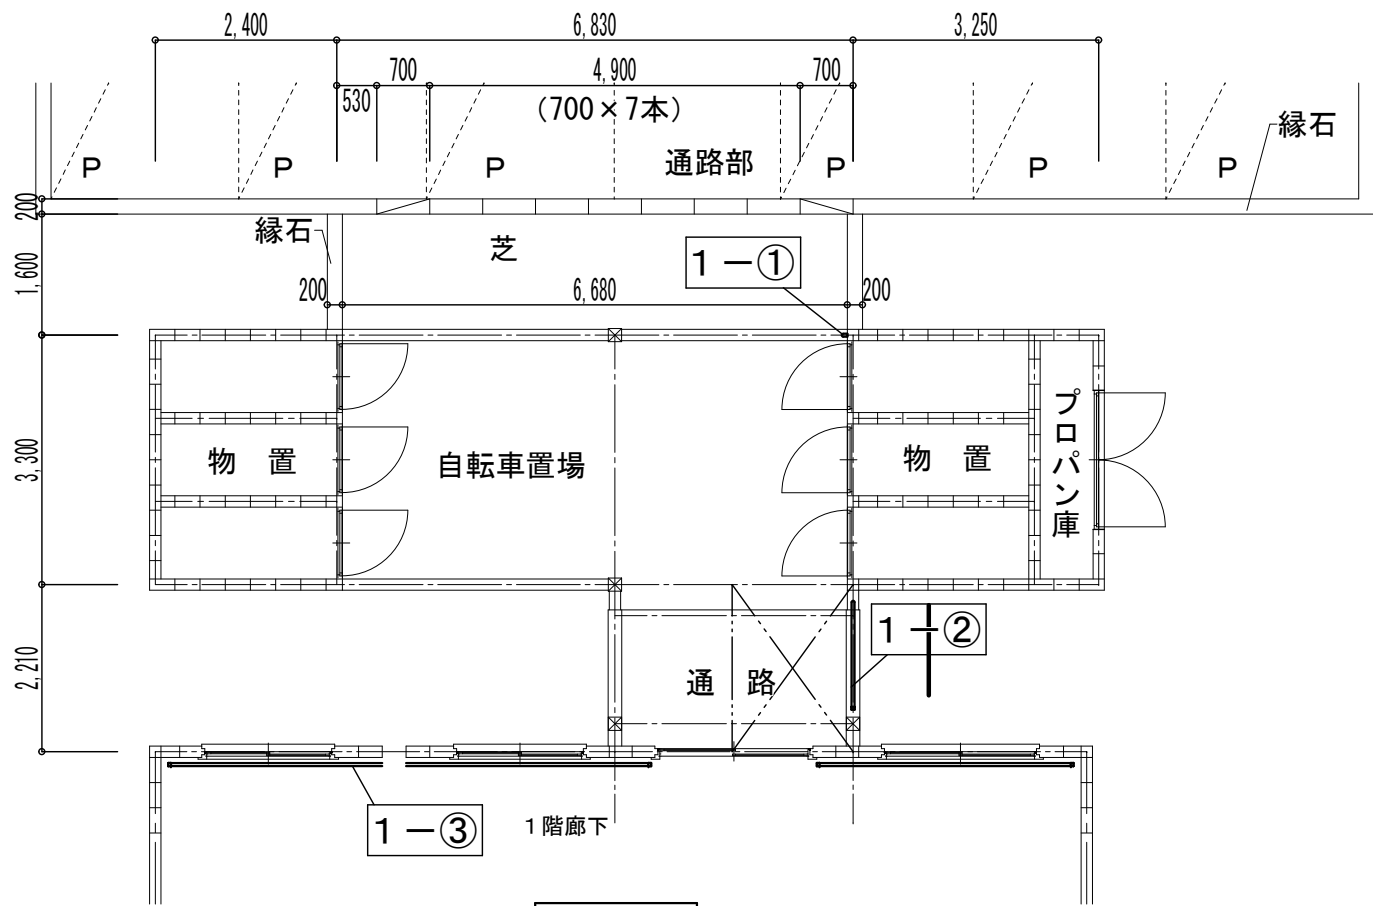 2,400
6,830
3,250
700
4,900
700
530
（700×7本）
縁石
P
P
P
通路部
P
P
P
200
縁石
芝
1－①
1,600
200
6,680
200
3,300
物 置
自転車置場
物 置
プロパン庫
1－②
2,210
通 路
1－③
1階廊下